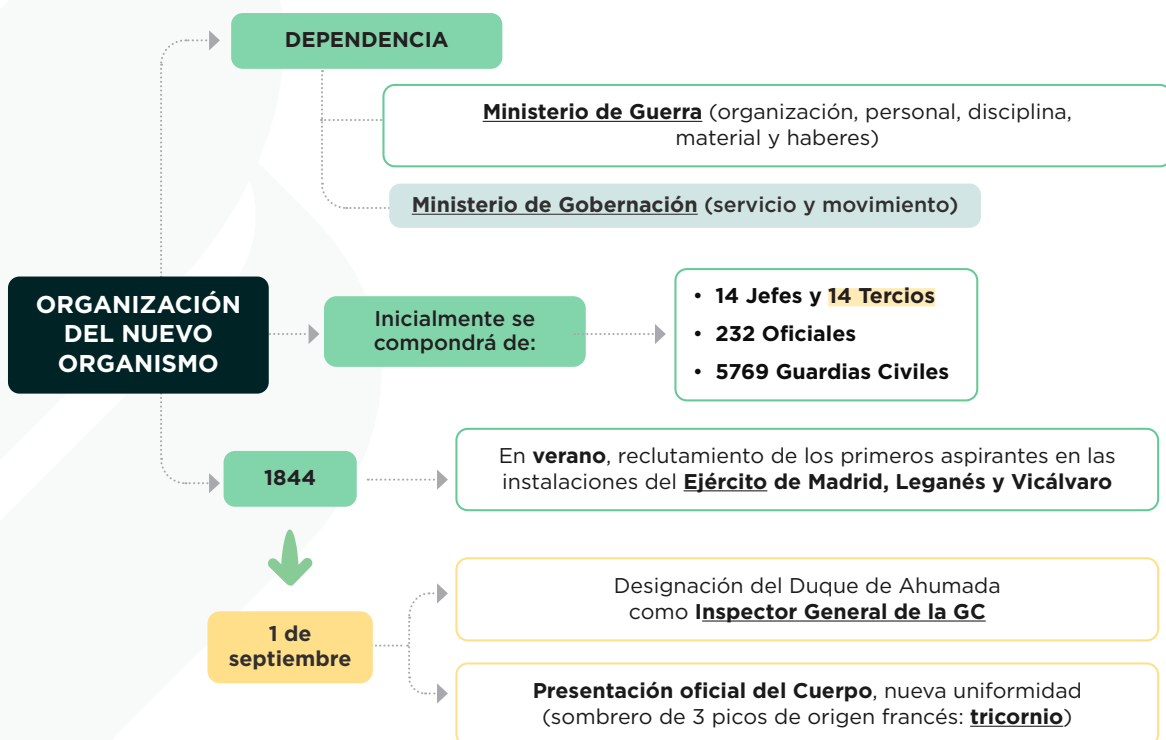 DEPENDENCIA
Ministerio de Guerra (organización, personal, disciplina,
material y haberes)
Ministerio de Gobernación (servicio y movimiento)
ORGANIZACIÓN
DEL NUEVO
ORGANISMO
Inicialmente se
compondrá de:
• 14 Jefes y 14 Tercios
• 232 Oficiales
• 5769 Guardias Civiles
1844
En verano, reclutamiento de los primeros aspirantes en las
instalaciones del Ejército de Madrid, Leganés y Vicálvaro
1 de
septiembre
Designación del Duque de Ahumada
como Inspector General de la GC
Presentación oficial del Cuerpo, nueva uniformidad
(sombrero de 3 picos de origen francés: tricornio)